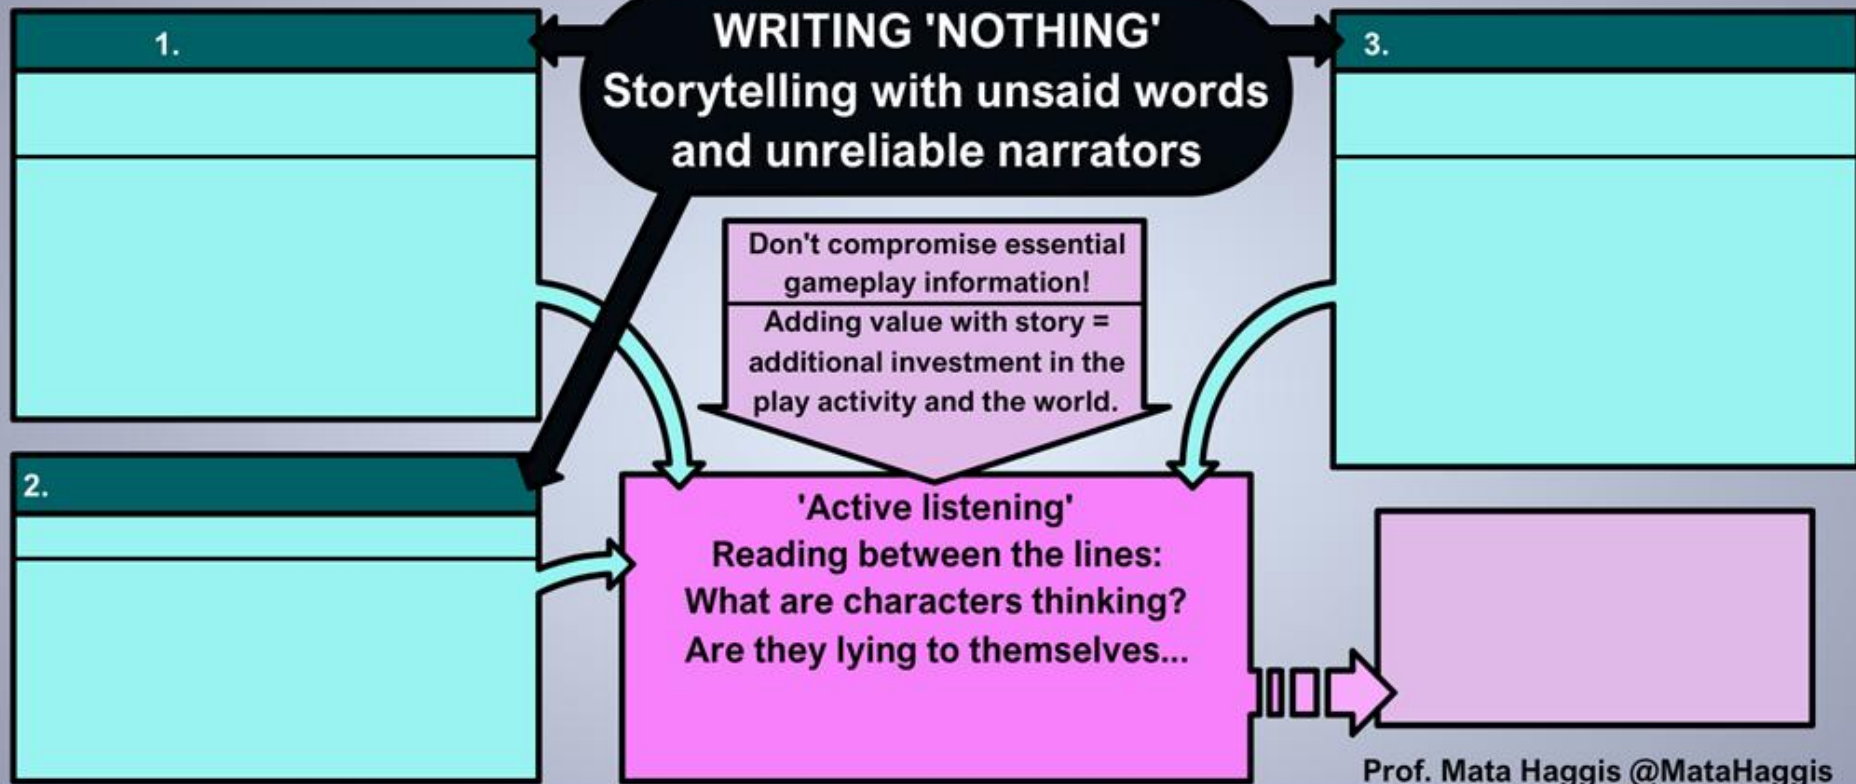 WRITING 'NOTHING'
Storytelling with unsaid words
and unreliable narrators
1.
2.
3.
Don't compromise essential
gameplay information!
Adding value with story =
additional investment in the
play activity and the world.
'Active listening'
Reading between the lines:
What are characters thinking?
Are they lying to themselves...
Prof. Mata Haggis @MataHaggis